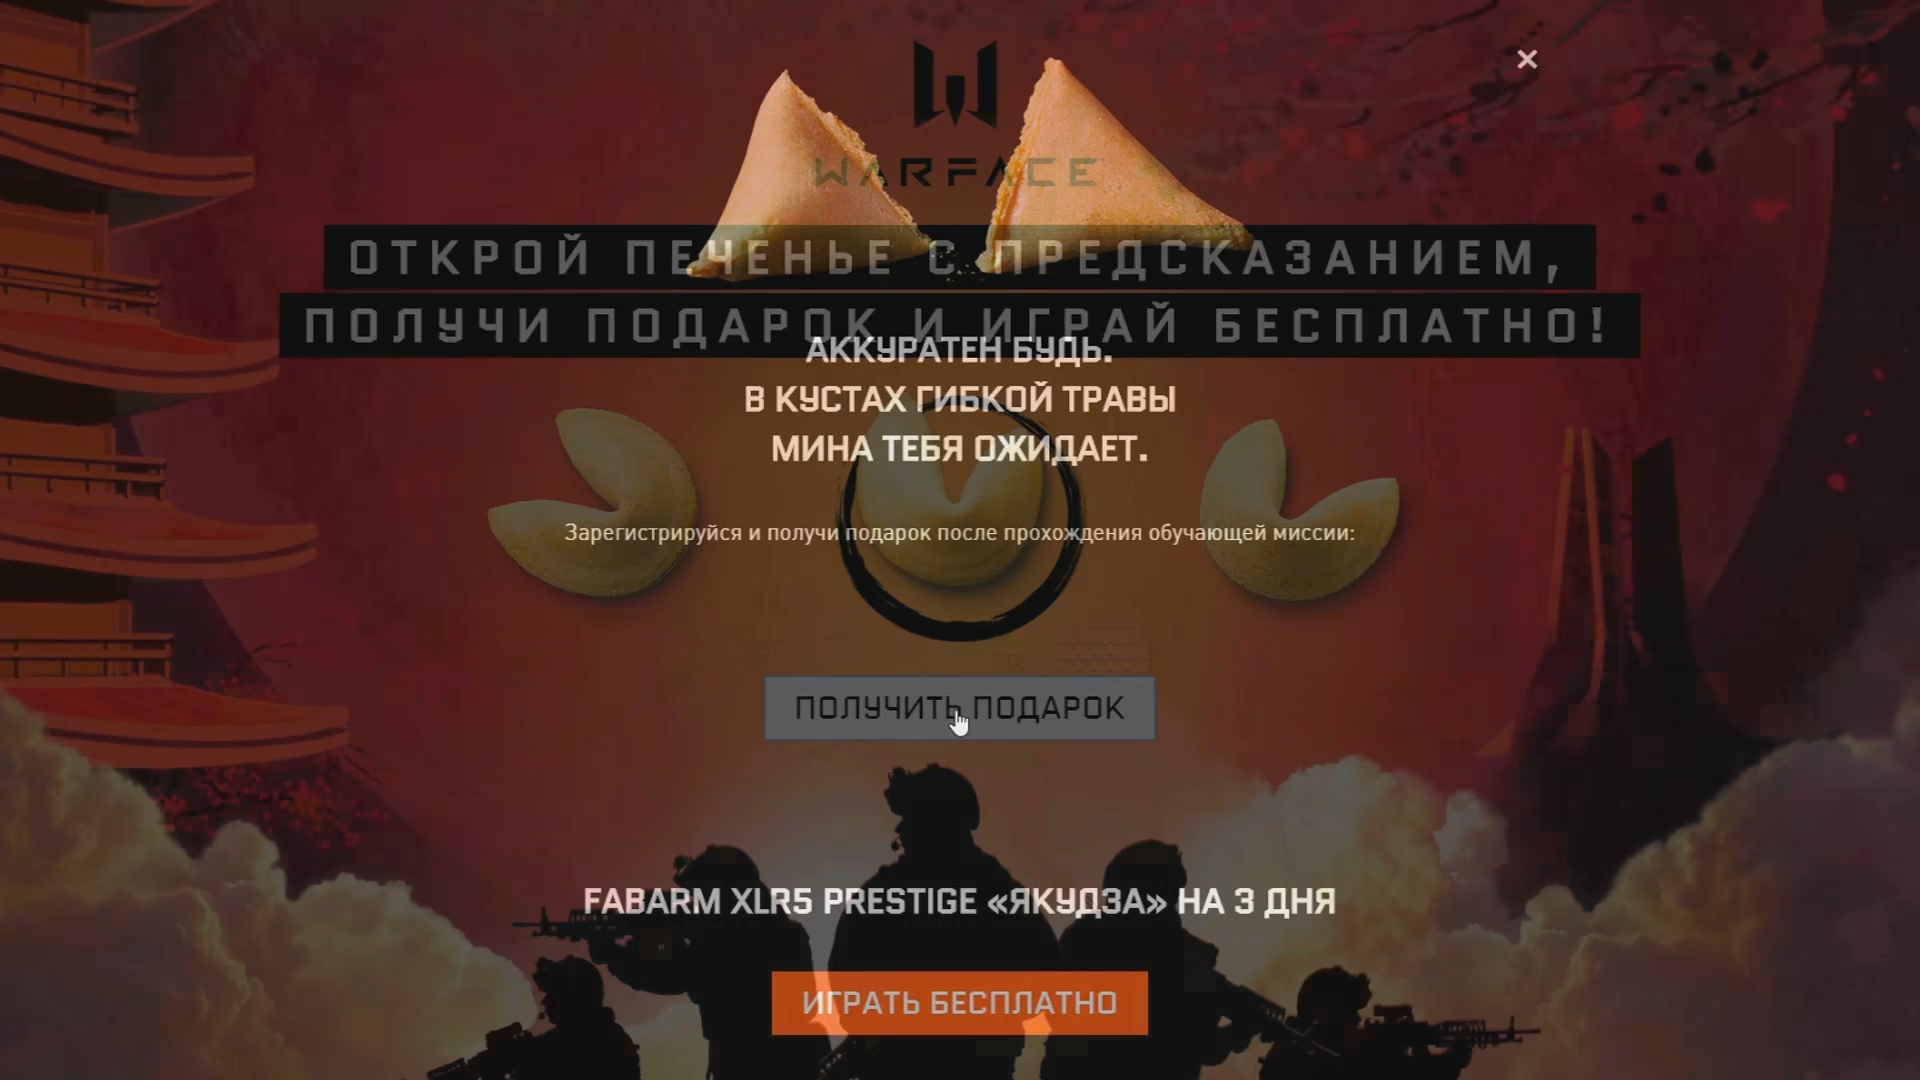 WARFACE
ОТКРОЙ ПЕЧЕНЬЕ С ПРЕДСКАЗАНИЕМ,
ПОЛУЧИ ПОДАРОК И ИГРАЙ БЕСПЛАТНО!
АККУРАТЕН БУДЬ.
В КУСТАХ ГИБКОЙ ТРАВЫ
МИНА ТЕБЯ ОЖИДАЕТ.
Зарегистрируйся и получи подарок после прохождения обучающей миссии:
ПОЛУЧИТЬ ПОДАРОК
FABARM XLR5 PRESTIGE «ЯКУДЗА» НА 3 ДНЯ
ИГРАТЬ БЕСПЛАТНО